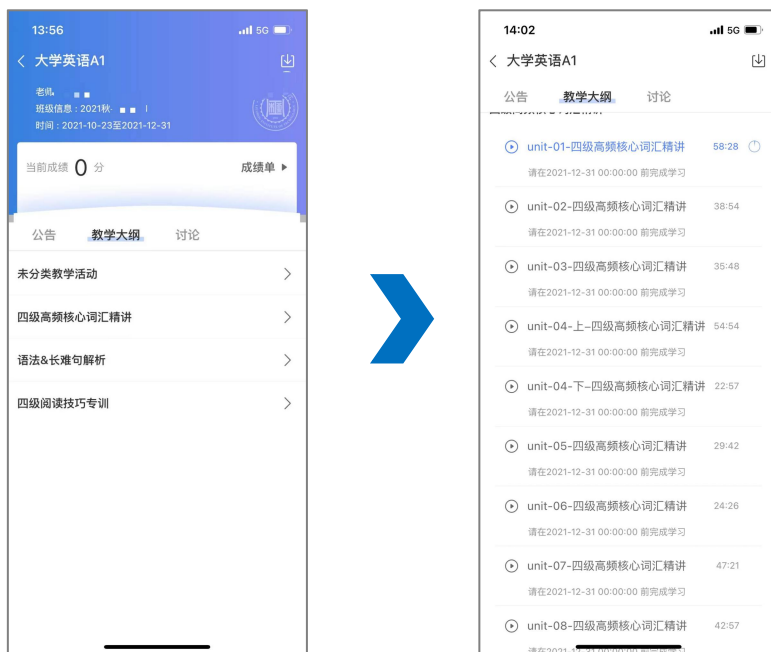 13:56
5G
大学英语A1
老师
班级信息：2021秋
时间：2021-10-23至2021-12-31
当前成绩 0 分
成绩单
公告 教学大纲 讨论
未分类教学活动
四级高频核心词汇精讲
语法&长难句解析
四级阅读技巧专训
14:02
5G
大学英语A1
公告 教学大纲 讨论
unit-01-四级高频核心词汇精讲 58:28
请在2021-12-31 00:00:00 前完成学习
unit-02-四级高频核心词汇精讲 38:54
请在2021-12-31 00:00:00 前完成学习
unit-03-四级高频核心词汇精讲 35:48
请在2021-12-31 00:00:00 前完成学习
unit-04-上-四级高频核心词汇精讲 54:54
请在2021-12-31 00:00:00 前完成学习
unit-04-下-四级高频核心词汇精讲 22:57
请在2021-12-31 00:00:00 前完成学习
unit-05-四级高频核心词汇精讲 29:42
请在2021-12-31 00:00:00 前完成学习
unit-06-四级高频核心词汇精讲 24:26
请在2021-12-31 00:00:00 前完成学习
unit-07-四级高频核心词汇精讲 47:21
请在2021-12-31 00:00:00 前完成学习
unit-08-四级高频核心词汇精讲 42:57